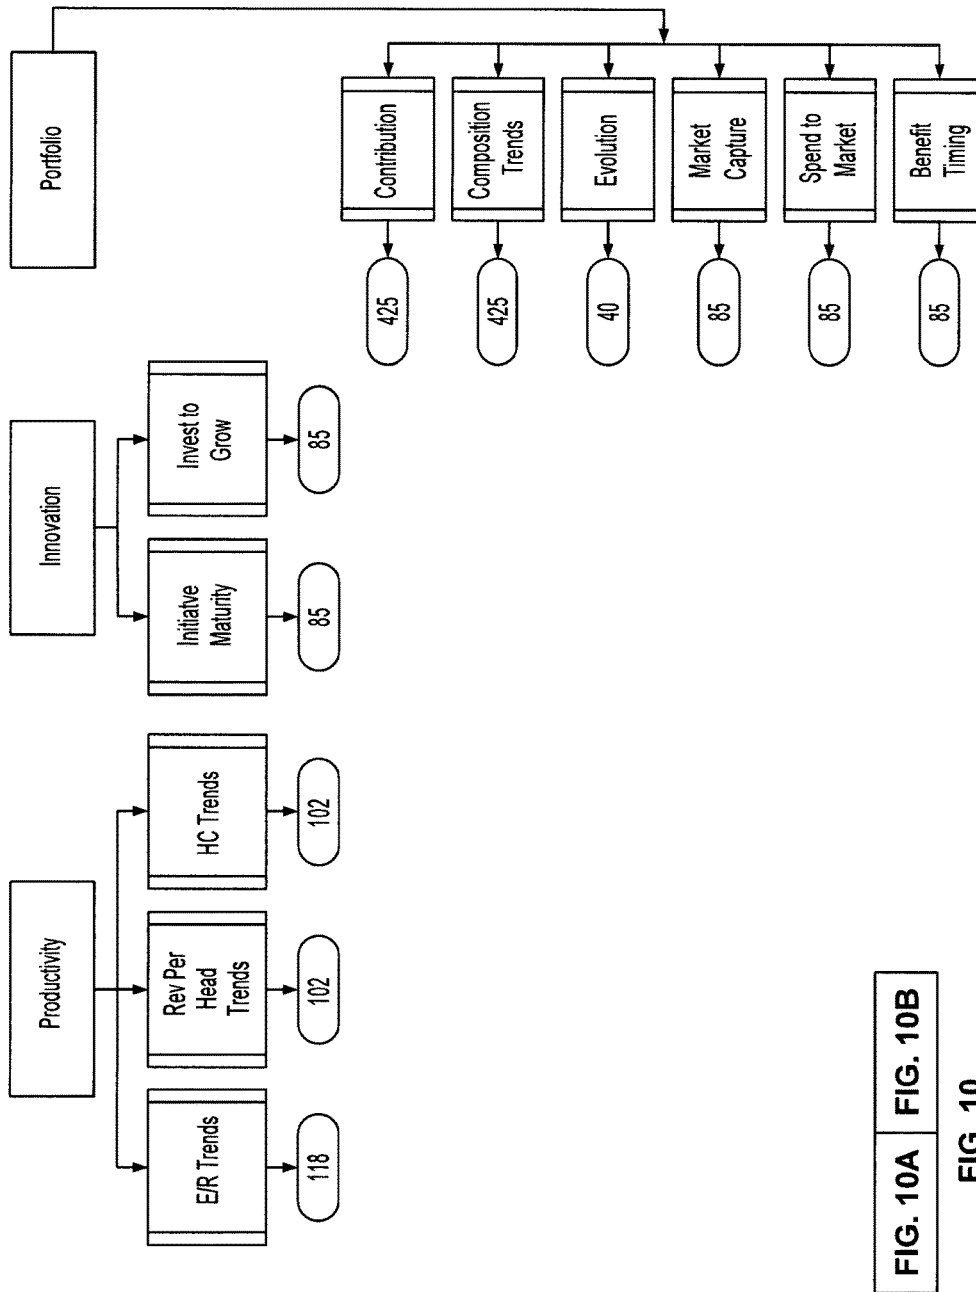 Productivity
Innovation
Portfolio
E/R Trends
Rev Per
Head
Trends
HC Trends
Initiatve
Maturity
Invest to
Grow
118
102
102
85
85
425
Contribution
425
Composition
Trends
40
Evolution
85
Market
Capture
85
Spend to
Market
85
Benefit
Timing
FIG. 10A
FIG. 10B
FIG. 10